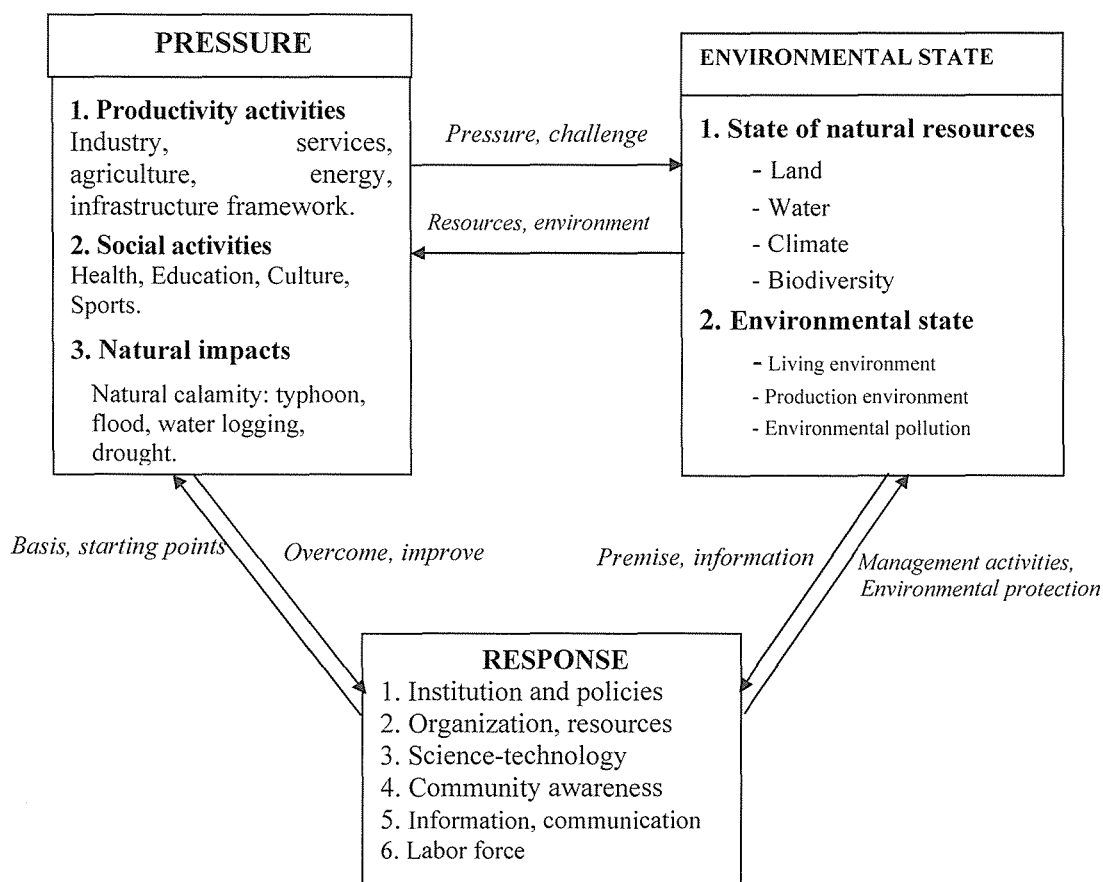 PRESSURE
1. Productivity activities
Industry, services,
agriculture, energy,
infrastructure framework.
2. Social activities
Health, Education, Culture,
Sports.
3. Natural impacts
Natural calamity: typhoon,
flood, water logging,
drought.
Pressure, challenge
Resources, environment
ENVIRONMENTAL STATE
1. State of natural resources
- Land
- Water
- Climate
- Biodiversity
2. Environmental state
- Living environment
- Production environment
- Environmental pollution
Basis, starting points
Overcome, improve
Premise, information
Management activities,
Environmental protection
RESPONSE
1. Institution and policies
2. Organization, resources
3. Science-technology
4. Community awareness
5. Information, communication
6. Labor force